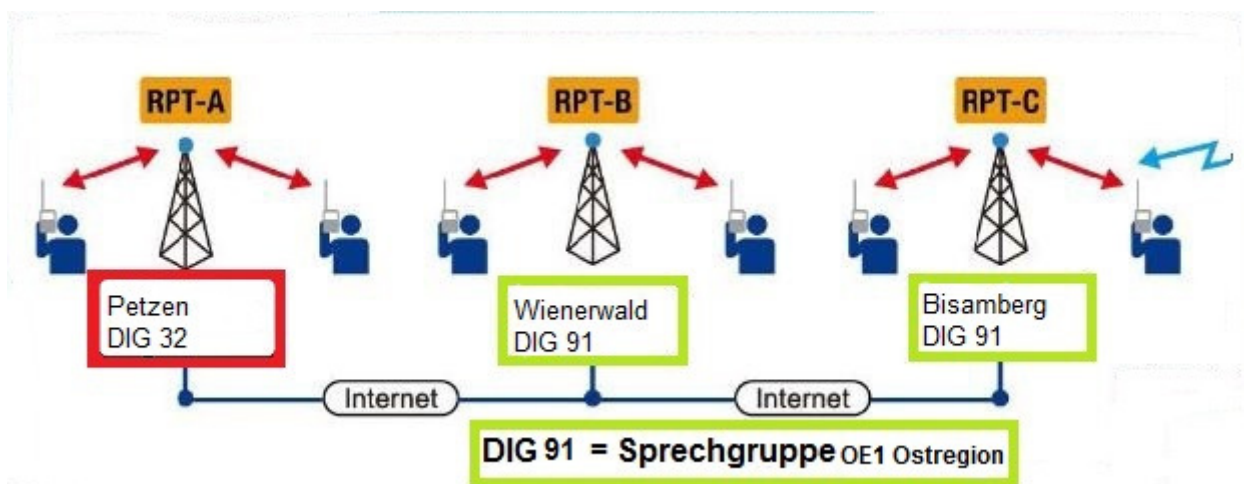 RPT-A
RPT-B
RPT-C
Petzen
DIG 32
Wienerwald
DIG 91
Bisamberg
DIG 91
Internet
Internet
DIG 91 = Sprechgruppe OE1 Ostregion